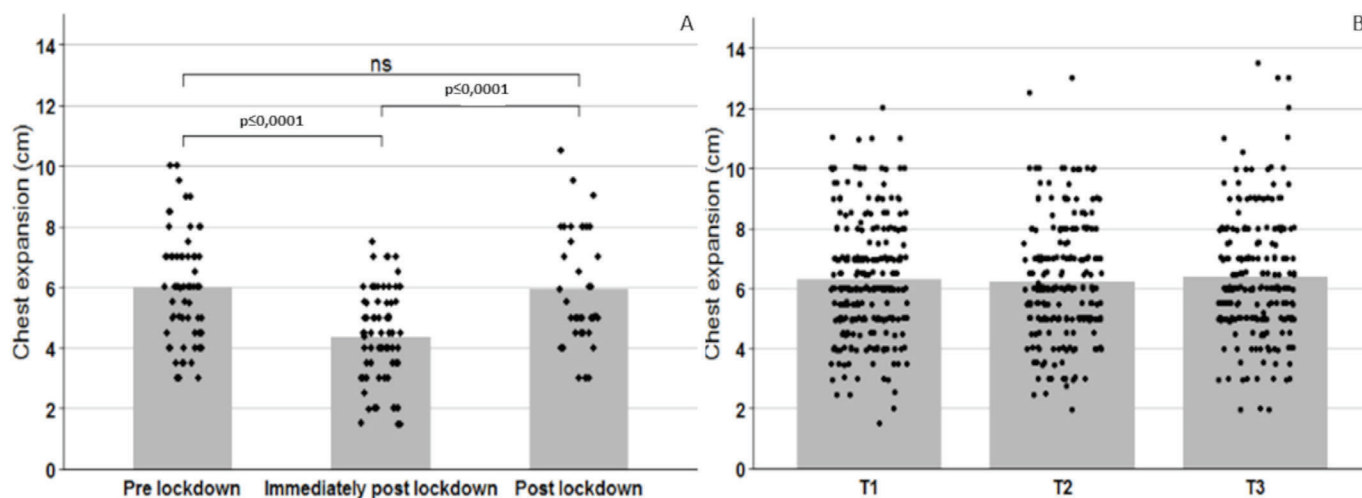 A
Chest expansion (cm)
14
12
10
8
6
4
2
0
ns
p≤0,0001
p≤0,0001
Pre lockdown
Immediately post lockdown
Post lockdown
B
Chest expansion (cm)
14
12
10
8
6
4
2
0
T1
T2
T3